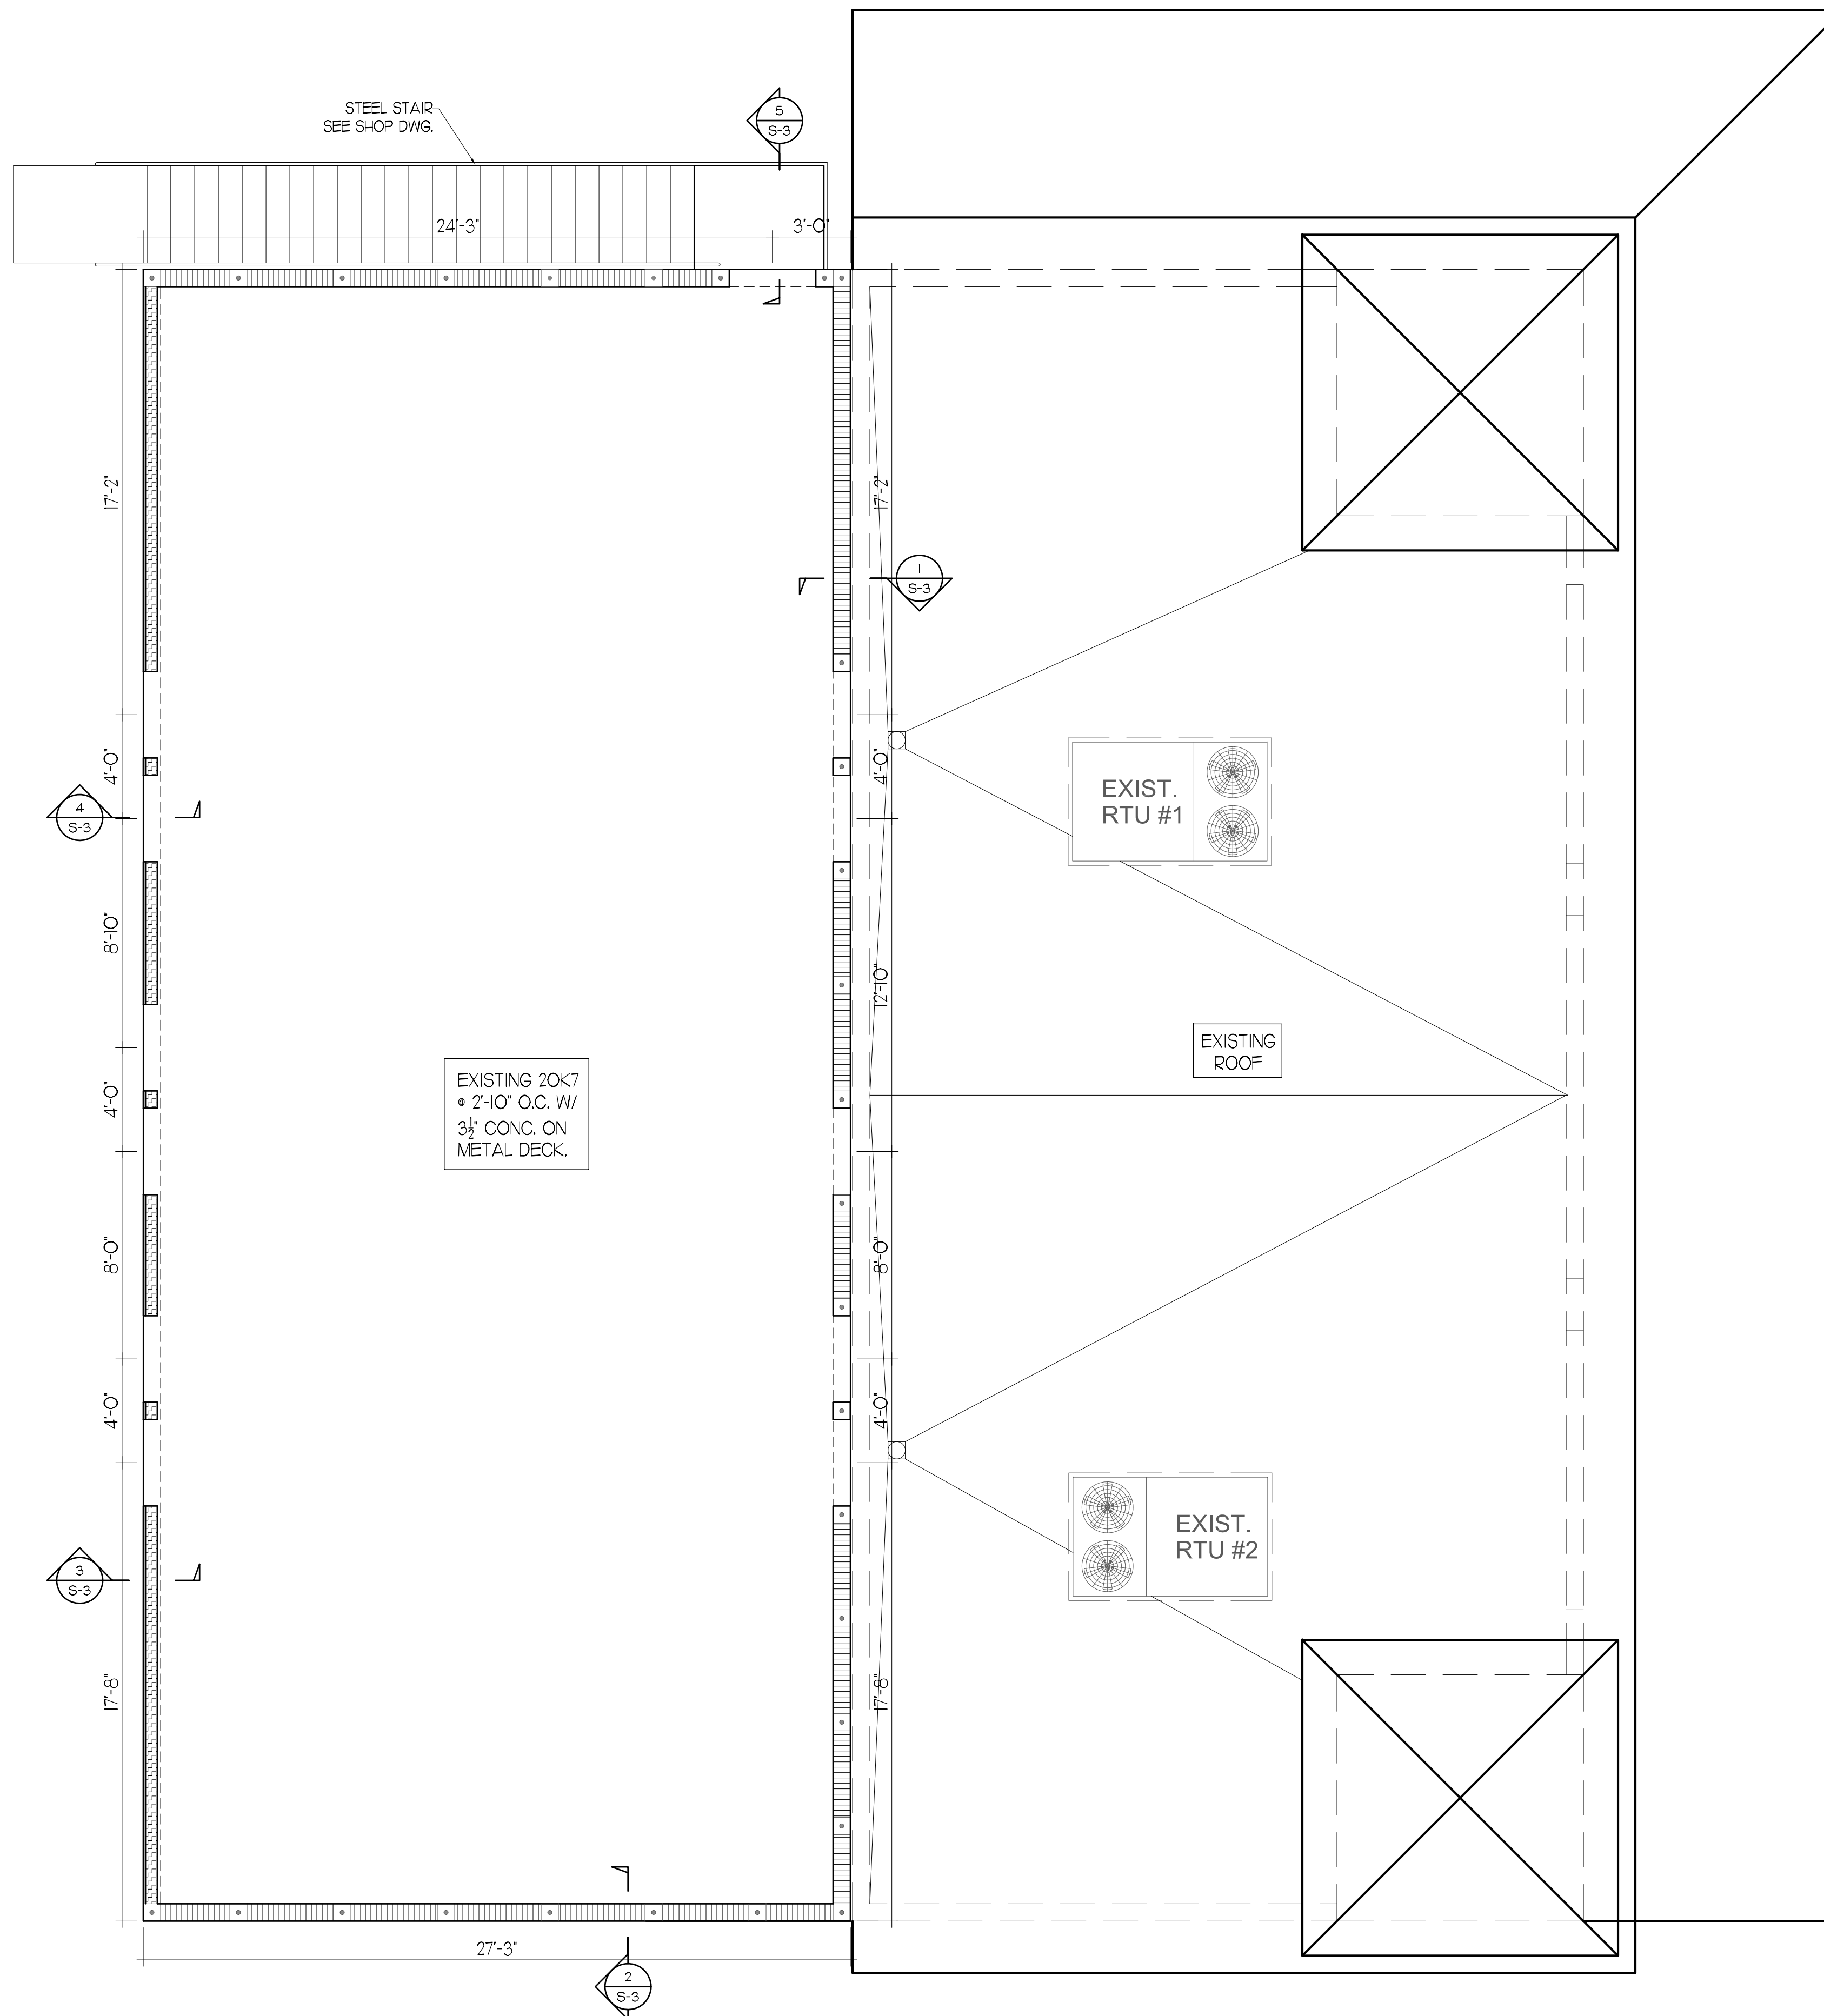 STEEL STAIR
SEE SHOP DWG.
5
S-3
24'-3"
3'-0"
17'-2"
17'-2"
1
S-3
4'-0"
4'-0"
4
S-3
EXIST.
RTU #1
8'-10"
12'-10"
EXISTING
ROOF
EXISTING 20K7
@ 2'-10" O.C. W/
3½" CONC. ON
METAL DECK.
4'-0"
8'-0"
8'-0"
4'-0"
4'-0"
3
S-3
EXIST.
RTU #2
17'-8"
17'-8"
27'-3"
2
S-3